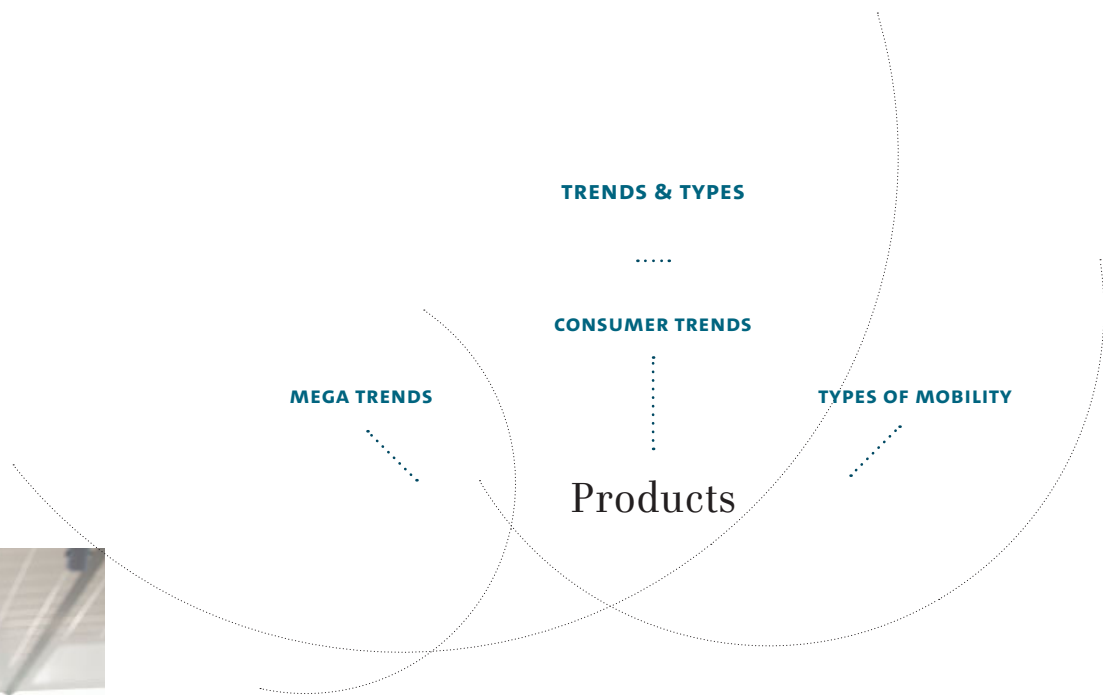 TRENDS & TYPES
CONSUMER TRENDS
MEGA TRENDS
TYPES OF MOBILITY
Products